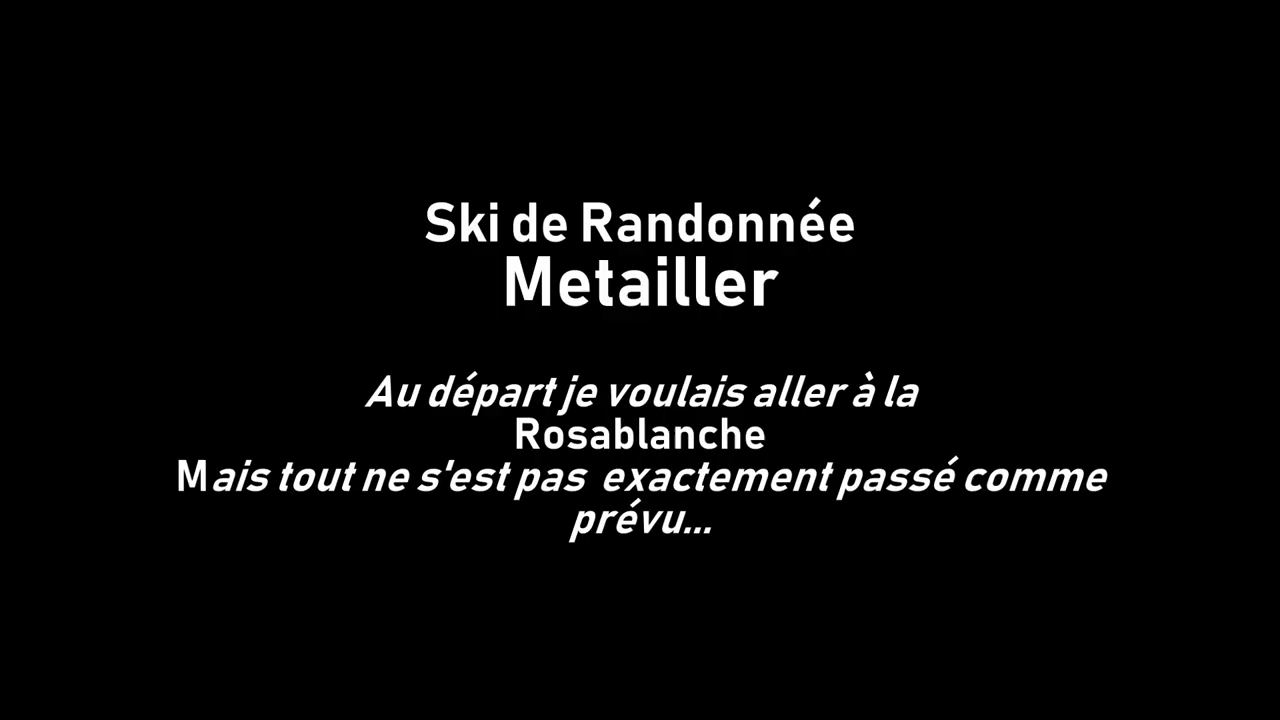 Ski de Randonnée
Metailler
Au départ je voulais aller à la
Rosablanche
Mais tout ne s'est pas  exactement passé comme
prévu...